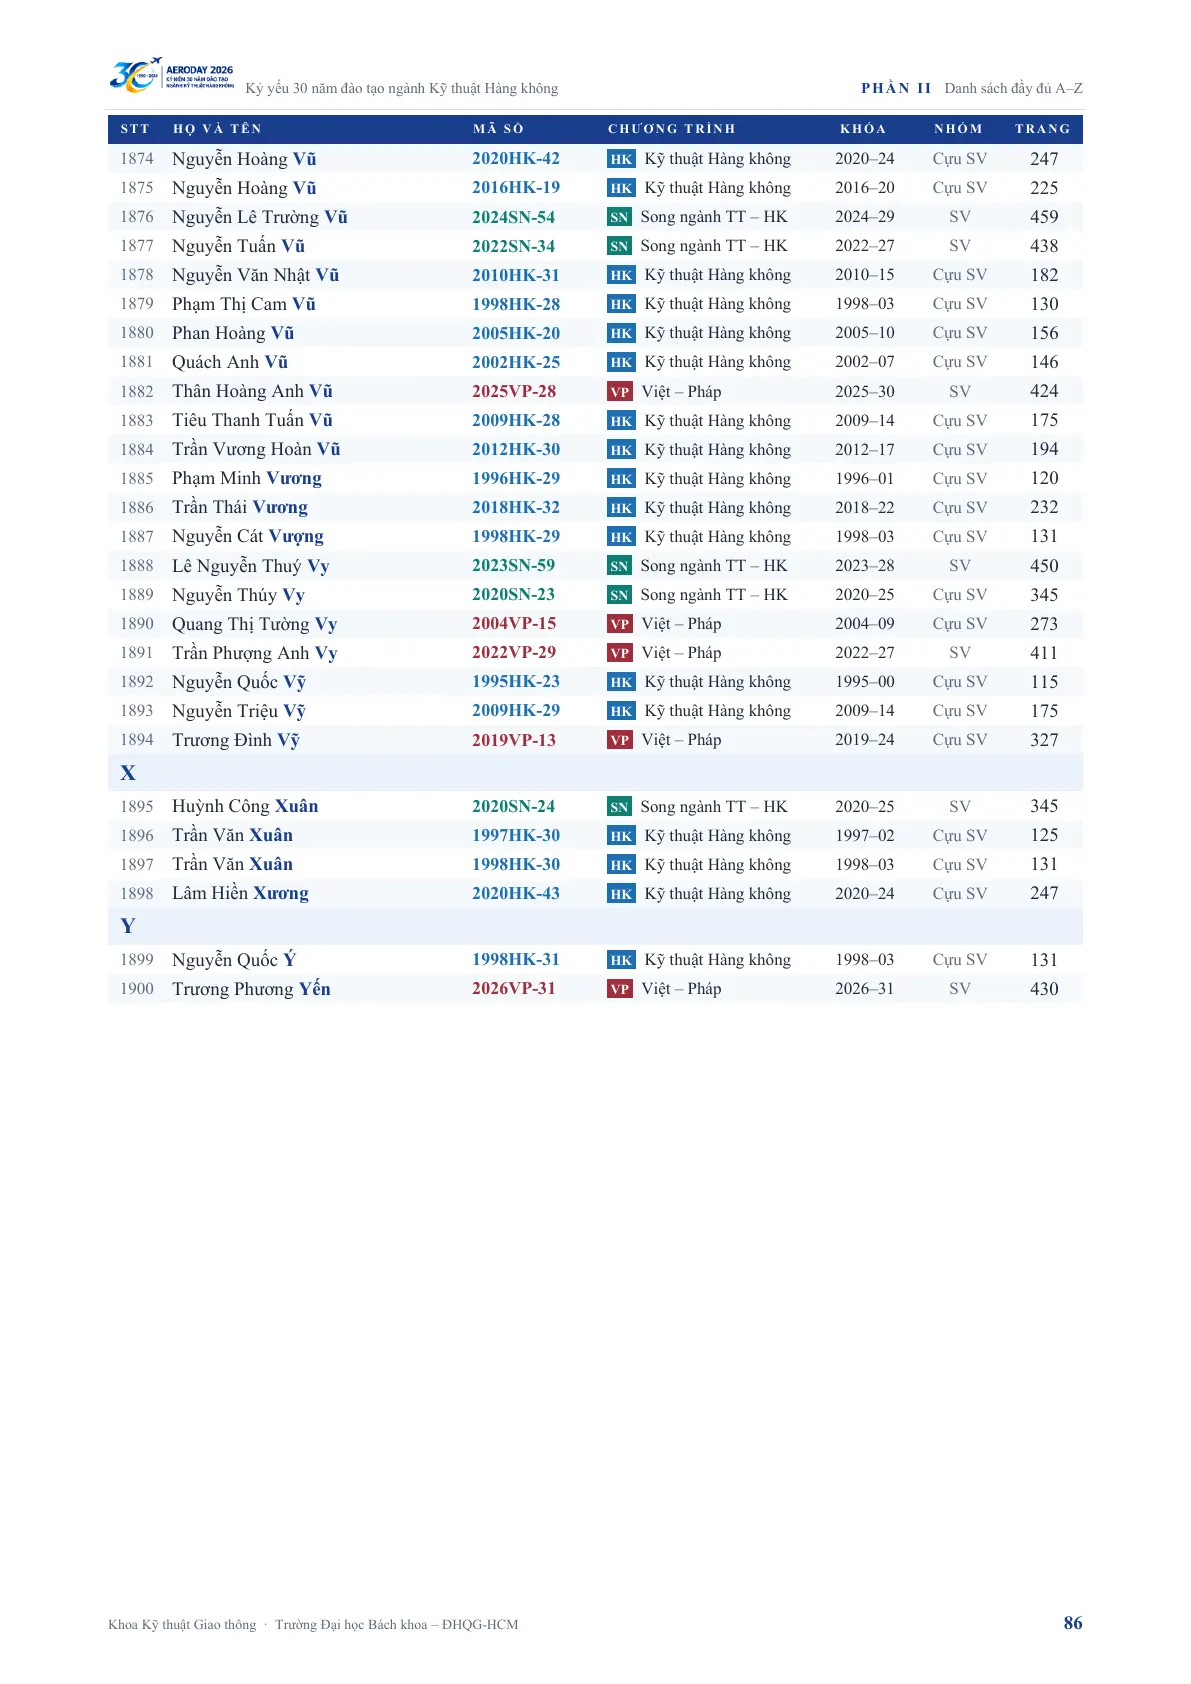 30 1996 - 2026 AERODAY 2026
KỶ NIỆM 30 NĂM ĐÀO TẠO
NGÀNH KỸ THUẬT HÀNG KHÔNG
Kỷ yếu 30 năm đào tạo ngành Kỹ thuật Hàng không PHẦN II Danh sách đầy đủ A–Z
STT HỌ VÀ TÊN MÃ SỐ CHƯƠNG TRÌNH KHÓA NHÓM TRANG
1874 Nguyễn Hoàng Vũ 2020HK-42 HK Kỹ thuật Hàng không 2020–24 Cựu SV 247
1875 Nguyễn Hoàng Vũ 2016HK-19 HK Kỹ thuật Hàng không 2016–20 Cựu SV 225
1876 Nguyễn Lê Trường Vũ 2024SN-54 SN Song ngành TT – HK 2024–29 SV 459
1877 Nguyễn Tuấn Vũ 2022SN-34 SN Song ngành TT – HK 2022–27 SV 438
1878 Nguyễn Văn Nhật Vũ 2010HK-31 HK Kỹ thuật Hàng không 2010–15 Cựu SV 182
1879 Phạm Thị Cam Vũ 1998HK-28 HK Kỹ thuật Hàng không 1998–03 Cựu SV 130
1880 Phan Hoàng Vũ 2005HK-20 HK Kỹ thuật Hàng không 2005–10 Cựu SV 156
1881 Quách Anh Vũ 2002HK-25 HK Kỹ thuật Hàng không 2002–07 Cựu SV 146
1882 Thân Hoàng Anh Vũ 2025VP-28 VP Việt – Pháp 2025–30 SV 424
1883 Tiêu Thanh Tuấn Vũ 2009HK-28 HK Kỹ thuật Hàng không 2009–14 Cựu SV 175
1884 Trần Vương Hoàn Vũ 2012HK-30 HK Kỹ thuật Hàng không 2012–17 Cựu SV 194
1885 Phạm Minh Vương 1996HK-29 HK Kỹ thuật Hàng không 1996–01 Cựu SV 120
1886 Trần Thái Vương 2018HK-32 HK Kỹ thuật Hàng không 2018–22 Cựu SV 232
1887 Nguyễn Cát Vượng 1998HK-29 HK Kỹ thuật Hàng không 1998–03 Cựu SV 131
1888 Lê Nguyễn Thuý Vy 2023SN-59 SN Song ngành TT – HK 2023–28 SV 450
1889 Nguyễn Thúy Vy 2020SN-23 SN Song ngành TT – HK 2020–25 Cựu SV 345
1890 Quang Thị Tường Vy 2004VP-15 VP Việt – Pháp 2004–09 Cựu SV 273
1891 Trần Phượng Anh Vy 2022VP-29 VP Việt – Pháp 2022–27 SV 411
1892 Nguyễn Quốc Vỹ 1995HK-23 HK Kỹ thuật Hàng không 1995–00 Cựu SV 115
1893 Nguyễn Triệu Vỹ 2009HK-29 HK Kỹ thuật Hàng không 2009–14 Cựu SV 175
1894 Trương Đình Vỹ 2019VP-13 VP Việt – Pháp 2019–24 Cựu SV 327
X
1895 Huỳnh Công Xuân 2020SN-24 SN Song ngành TT – HK 2020–25 SV 345
1896 Trần Văn Xuân 1997HK-30 HK Kỹ thuật Hàng không 1997–02 Cựu SV 125
1897 Trần Văn Xuân 1998HK-30 HK Kỹ thuật Hàng không 1998–03 Cựu SV 131
1898 Lâm Hiền Xương 2020HK-43 HK Kỹ thuật Hàng không 2020–24 Cựu SV 247
Y
1899 Nguyễn Quốc Ý 1998HK-31 HK Kỹ thuật Hàng không 1998–03 Cựu SV 131
1900 Trương Phương Yến 2026VP-31 VP Việt – Pháp 2026–31 SV 430
Khoa Kỹ thuật Giao thông · Trường Đại học Bách khoa – ĐHQG-HCM 86